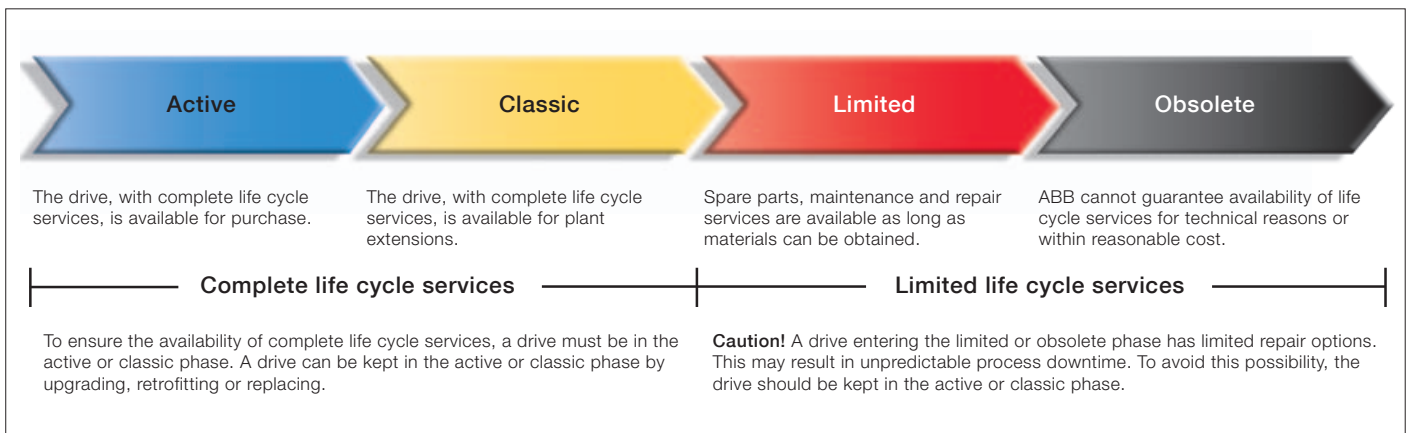 Active
Classic
Limited
Obsolete
The drive, with complete life cycle
services, is available for purchase.
The drive, with complete life cycle
services, is available for plant
extensions.
Spare parts, maintenance and repair
services are available as long as
materials can be obtained.
ABB cannot guarantee availability of life
cycle services for technical reasons or
within reasonable cost.
Complete life cycle services
Limited life cycle services
To ensure the availability of complete life cycle services, a drive must be in the
active or classic phase. A drive can be kept in the active or classic phase by
upgrading, retrofitting or replacing.
Caution! A drive entering the limited or obsolete phase has limited repair options.
This may result in unpredictable process downtime. To avoid this possibility, the
drive should be kept in the active or classic phase.